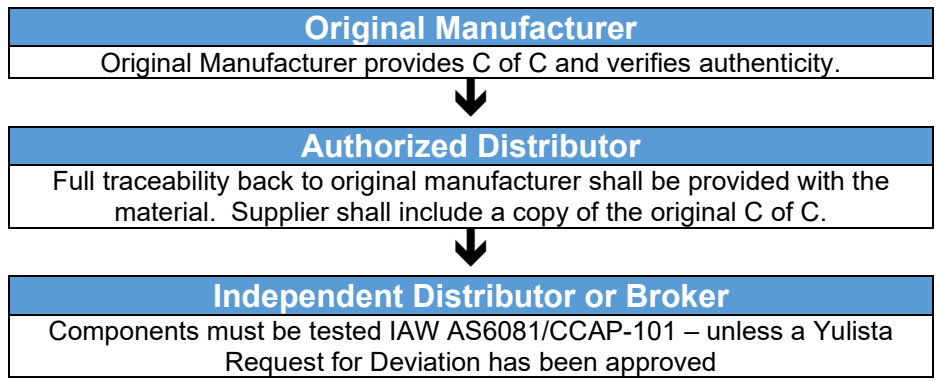 Original Manufacturer
Original Manufacturer provides C of C and verifies authenticity.
Authorized Distributor
Full traceability back to original manufacturer shall be provided with the
material.  Supplier shall include a copy of the original C of C.
Independent Distributor or Broker
Components must be tested IAW AS6081/CCAP-101 – unless a Yulista
Request for Deviation has been approved